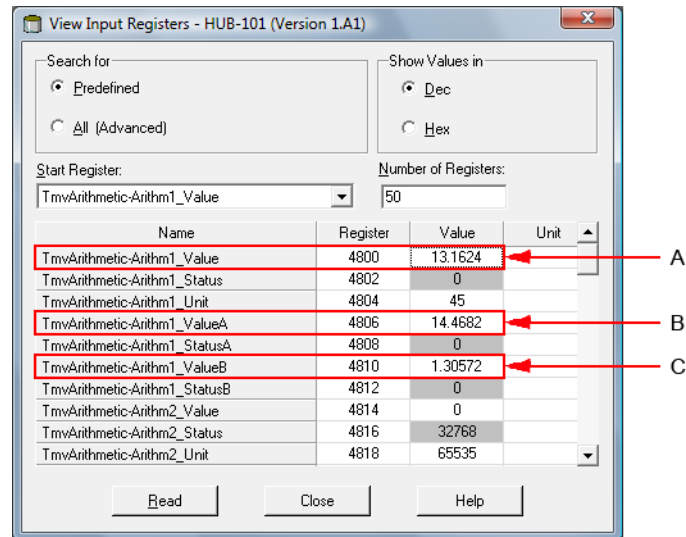 View Input Registers - HUB-101 (Version 1.A1)
Search for
Predefined
All (Advanced)
Show Values in
Dec
Hex
Start Register:
Number of Registers:
TmvArithmetic-Arithm1_Value
50
Name Register Value Unit
TmvArithmetic-Arithm1_Value 4800 13.1624 A
TmvArithmetic-Arithm1_Status 4802 0
TmvArithmetic-Arithm1_Unit 4804 45
TmvArithmetic-Arithm1_ValueA 4806 14.4682 B
TmvArithmetic-Arithm1_StatusA 4808 0
TmvArithmetic-Arithm1_ValueB 4810 1.30572 C
TmvArithmetic-Arithm1_StatusB 4812 0
TmvArithmetic-Arithm2_Value 4814 0
TmvArithmetic-Arithm2_Status 4816 32768
TmvArithmetic-Arithm2_Unit 4818 65535
Read Close Help